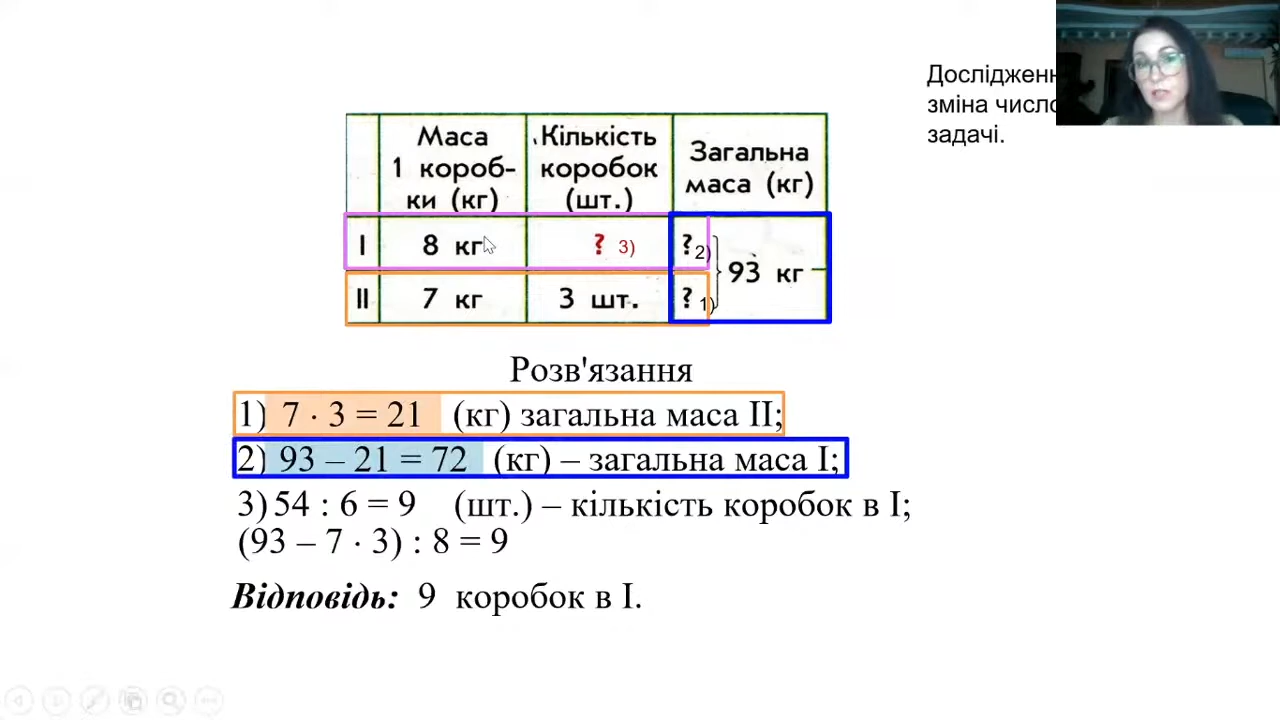 Дослідженн
зміна число
задачі.
Маса
1 короб-
ки (кг)
Кількість
коробок
(шт.)
Загальна
маса (кг)
I 8 кг ? 3) ? 2)
93 кг
II 7 кг 3 шт. ? 1)
Розв'язання
1) 7 · 3 = 21 (кг) загальна маса II;
2) 93 – 21 = 72 (кг) – загальна маса I;
3) 54 : 6 = 9 (шт.) – кількість коробок в I;
(93 – 7 · 3) : 8 = 9
Відповідь: 9 коробок в I.